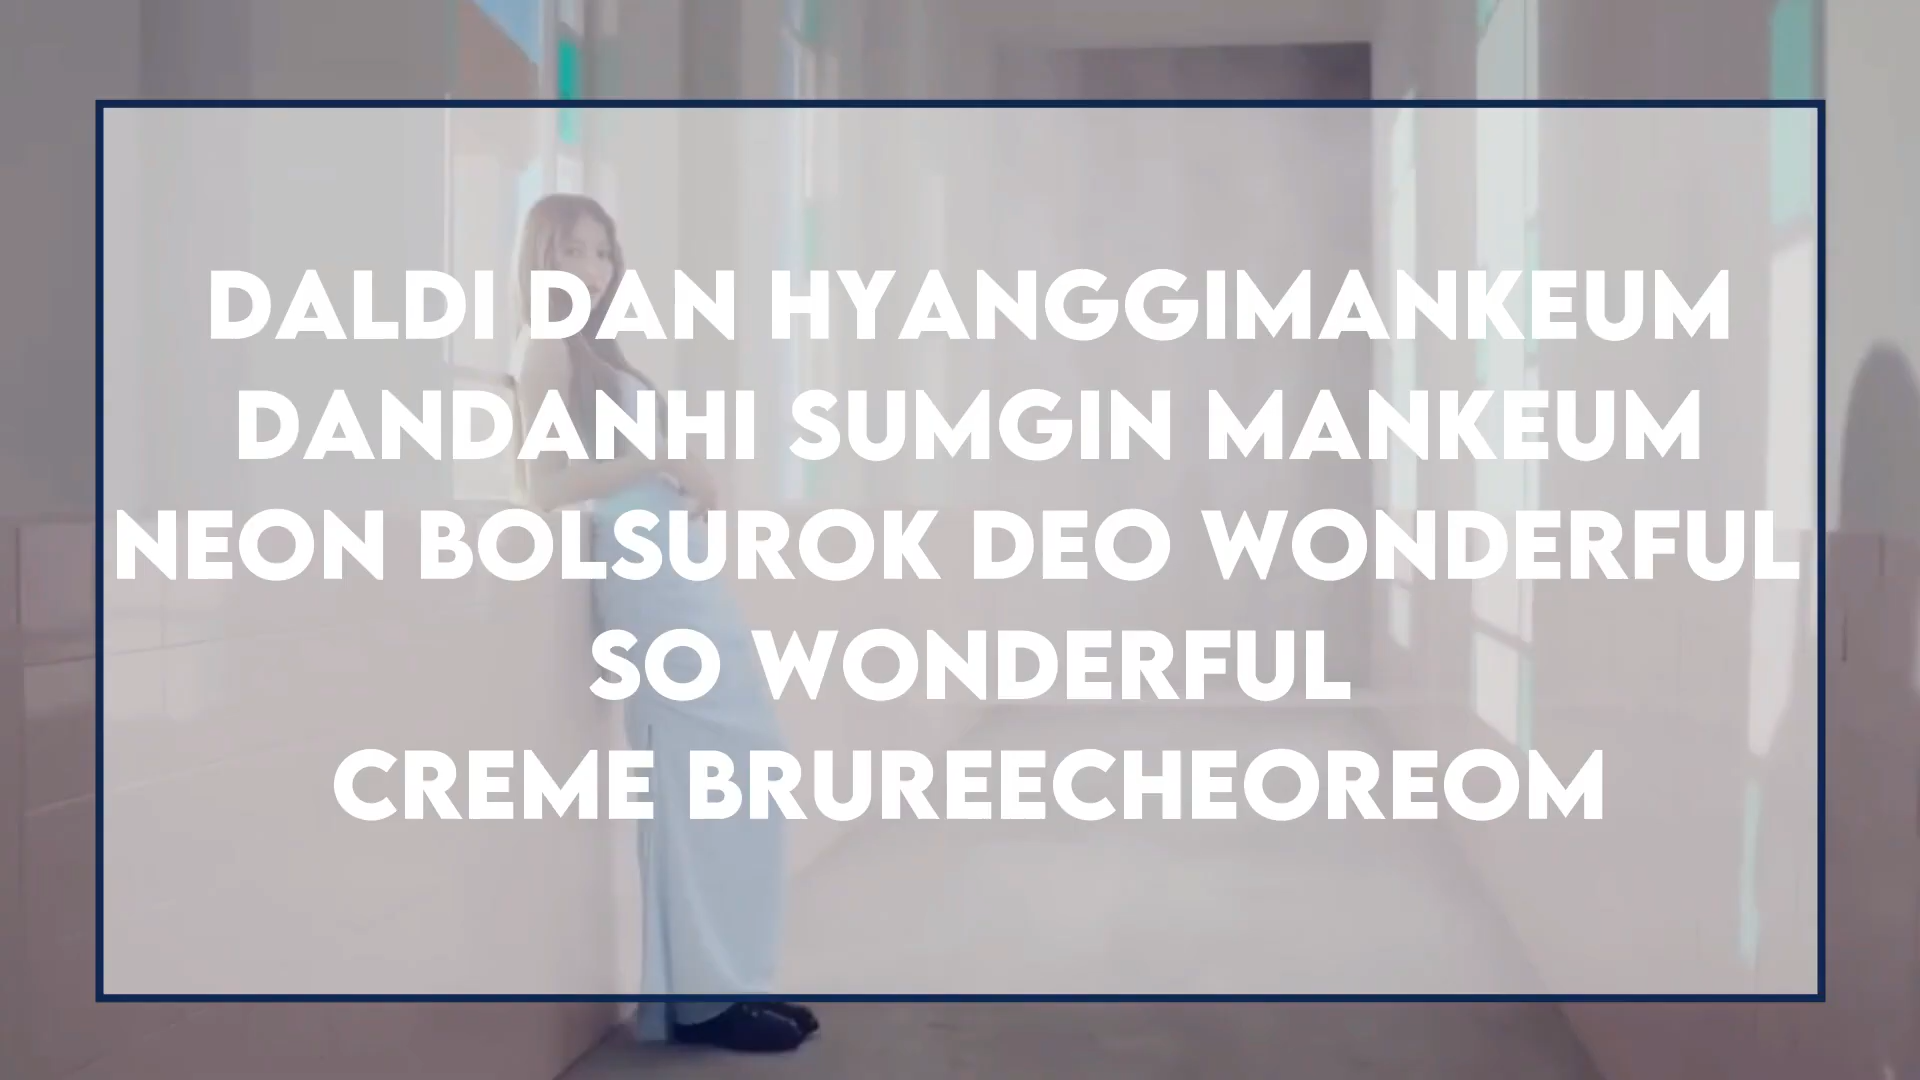 DALDI DAN HYANGGIMANKEUM
DANDANHI SUMGIN MANKEUM
NEON BOLSUROK DEO WONDERFUL
SO WONDERFUL
CREME BRUREECHEOREOM